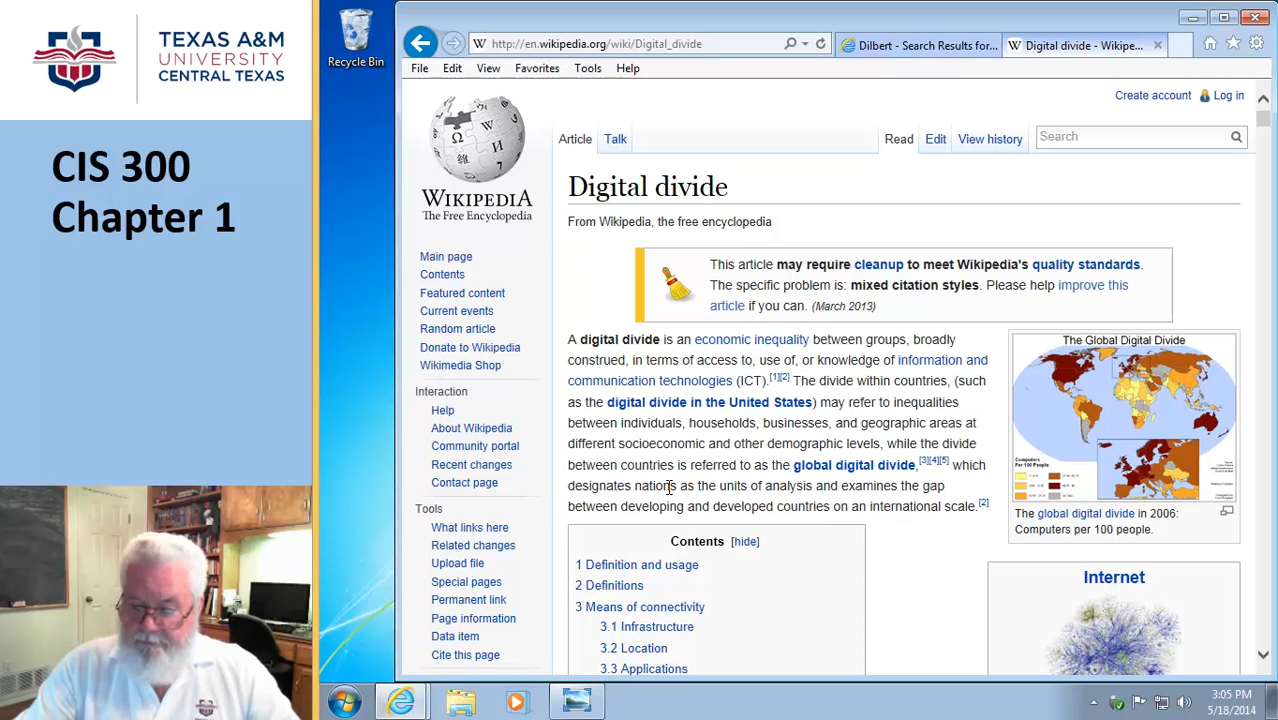 TEXAS A&M
UNIVERSITY
CENTRAL TEXAS
CIS 300
Chapter 1
Recycle Bin
http://en.wikipedia.org/wiki/Digital_divide
Dilbert - Search Results for...
Digital divide - Wikipe...
File Edit View Favorites Tools Help
Create account Log in
Article Talk Read Edit View history Search
WIKIPEDIA
The Free Encyclopedia
Main page
Contents
Featured content
Current events
Random article
Donate to Wikipedia
Wikimedia Shop
Interaction
Help
About Wikipedia
Community portal
Recent changes
Contact page
Tools
What links here
Related changes
Upload file
Special pages
Permanent link
Page information
Data item
Cite this page
Digital divide
From Wikipedia, the free encyclopedia
This article may require cleanup to meet Wikipedia's quality standards.
The specific problem is: mixed citation styles. Please help improve this
article if you can. (March 2013)
A digital divide is an economic inequality between groups, broadly
construed, in terms of access to, use of, or knowledge of information and
communication technologies (ICT).[1][2] The divide within countries, (such
as the digital divide in the United States) may refer to inequalities
between individuals, households, businesses, and geographic areas at
different socioeconomic and other demographic levels, while the divide
between countries is referred to as the global digital divide,[3][4][5] which
designates nations as the units of analysis and examines the gap
between developing and developed countries on an international scale.[2]
The Global Digital Divide
Computers
Per 100 People
The global digital divide in 2006:
Computers per 100 people.
Contents [hide]
1 Definition and usage
2 Definitions
3 Means of connectivity
3.1 Infrastructure
3.2 Location
3.3 Applications
Internet
3:05 PM
5/18/2014